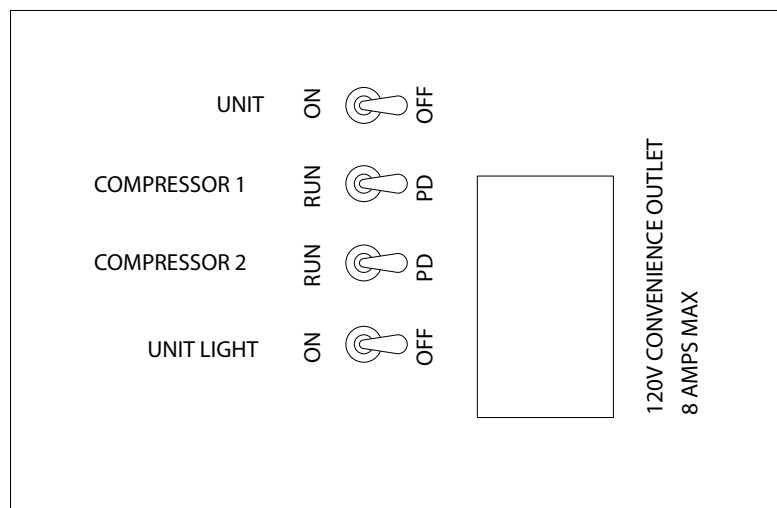 UNIT ON OFF
COMPRESSOR 1 RUN PD
COMPRESSOR 2 RUN PD
UNIT LIGHT ON OFF
120V CONVENIENCE OUTLET
8 AMPS MAX